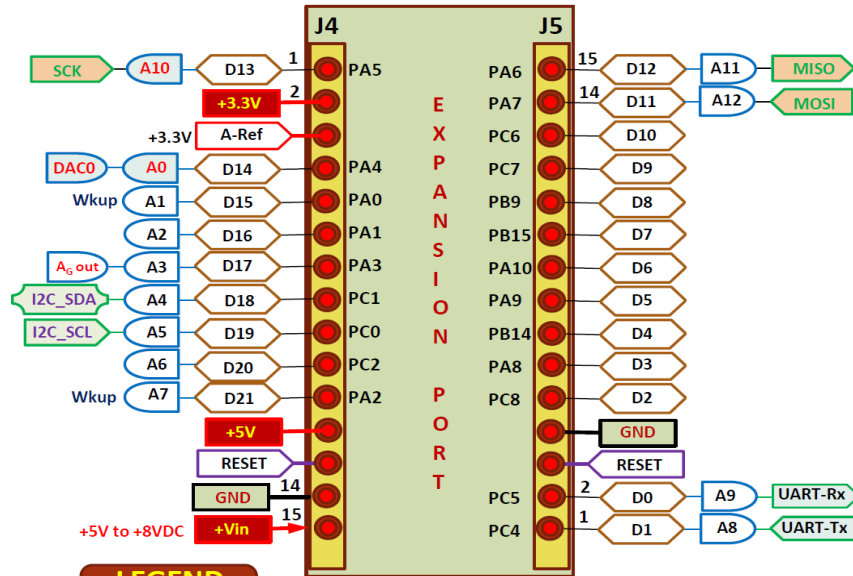 J4 J5
SCK A10 D13 1 PA5 PA6 15 D12 A11 MISO
+3.3V 2 PA7 14 D11 A12 MOSI
+3.3V A-Ref PC6 D10
DAC0 A0 D14 PA4 PC7 D9
Wkup A1 D15 PA0 PB9 D8
A2 D16 PA1 PB15 D7
AG out A3 D17 PA3 PA10 D6
I2C_SDA A4 D18 PC1 PA9 D5
I2C_SCL A5 D19 PC0 PB14 D4
A6 D20 PC2 PA8 D3
Wkup A7 D21 PA2 PC8 D2
+5V GND
RESET RESET
GND 14 PC5 2 D0 A9 UART-Rx
+5V to +8VDC +Vin 15 PC4 1 D1 A8 UART-Tx
EXPANSION PORT
LEGEND